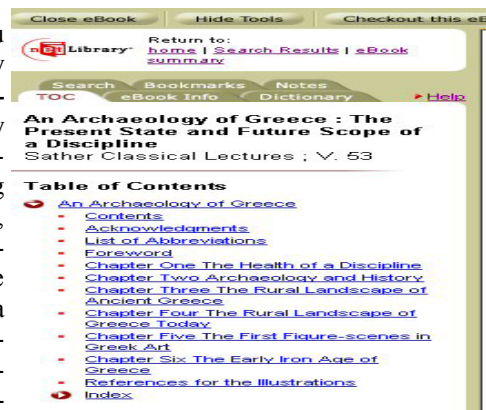 Close eBook Hide Tools Checkout this eB
Return to:
netLibrary home | Search Results | eBook
summary
Search Bookmarks Notes
TOC eBook Info Dictionary Help
An Archaeology of Greece : The
Present State and Future Scope of
a Discipline
Sather Classical Lectures ; V. 53
Table of Contents
An Archaeology of Greece
Contents
Acknowledgments
List of Abbreviations
Foreword
Chapter One The Health of a Discipline
Chapter Two Archaeology and History
Chapter Three The Rural Landscape of
Ancient Greece
Chapter Four The Rural Landscape of
Greece Today
Chapter Five The First Figure-scenes in
Greek Art
Chapter Six The Early Iron Age of
Greece
References for the Illustrations
Index